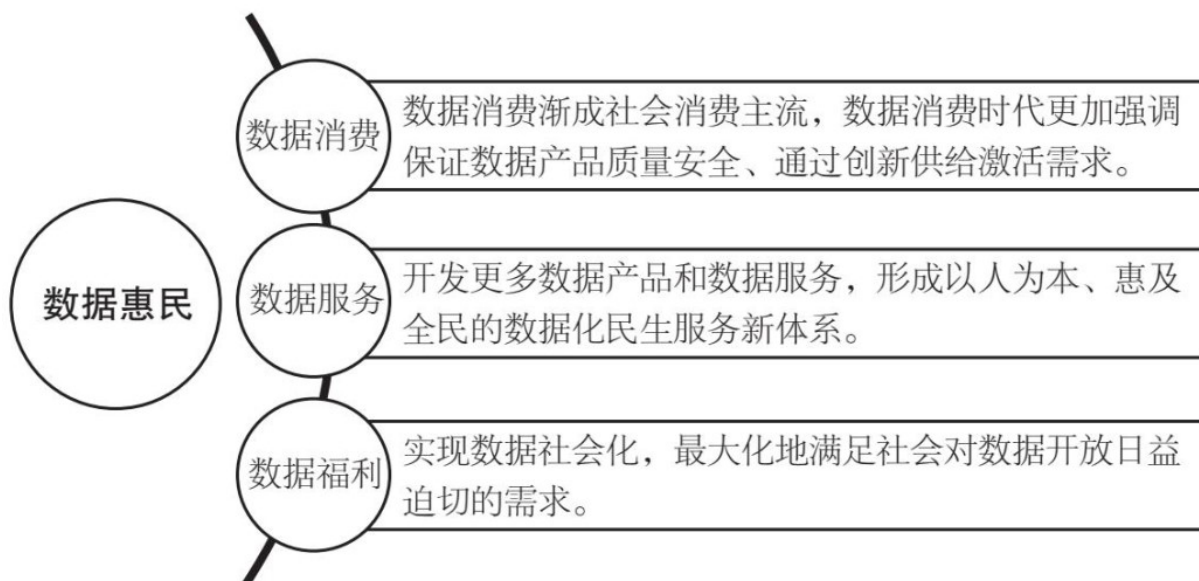 数据惠民
数据消费
数据消费渐成社会消费主流，数据消费时代更加强调
保证数据产品质量安全、通过创新供给激活需求。
数据服务
开发更多数据产品和数据服务，形成以人为本、惠及
全民的数据化民生服务新体系。
数据福利
实现数据社会化，最大化地满足社会对数据开放日益
迫切的需求。